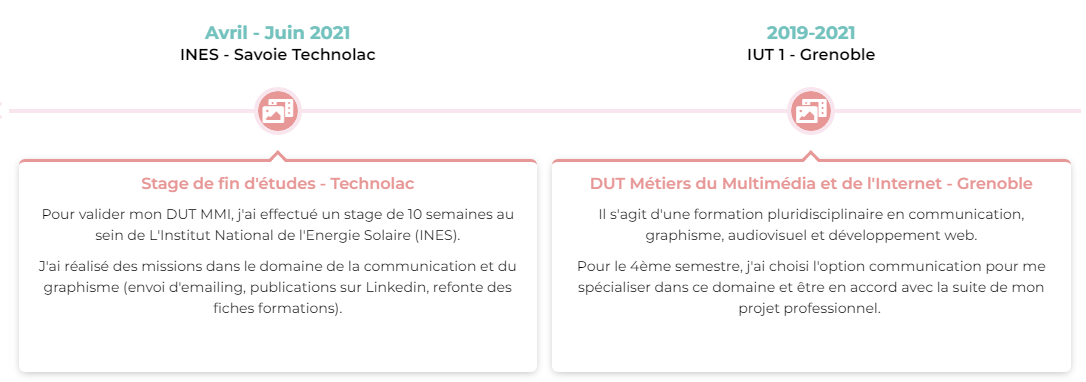 Avril - Juin 2021
INES - Savoie Technolac
Stage de fin d'études - Technolac
Pour valider mon DUT MMI, j'ai effectué un stage de 10 semaines au
sein de L'Institut National de l'Energie Solaire (INES).
J'ai réalisé des missions dans le domaine de la communication et du
graphisme (envoi d'emailing, publications sur Linkedin, refonte des
fiches formations).
2019-2021
IUT 1 - Grenoble
DUT Métiers du Multimédia et de l'Internet - Grenoble
Il s'agit d'une formation pluridisciplinaire en communication,
graphisme, audiovisuel et développement web.
Pour le 4ème semestre, j'ai choisi l'option communication pour me
spécialiser dans ce domaine et être en accord avec la suite de mon
projet professionnel.